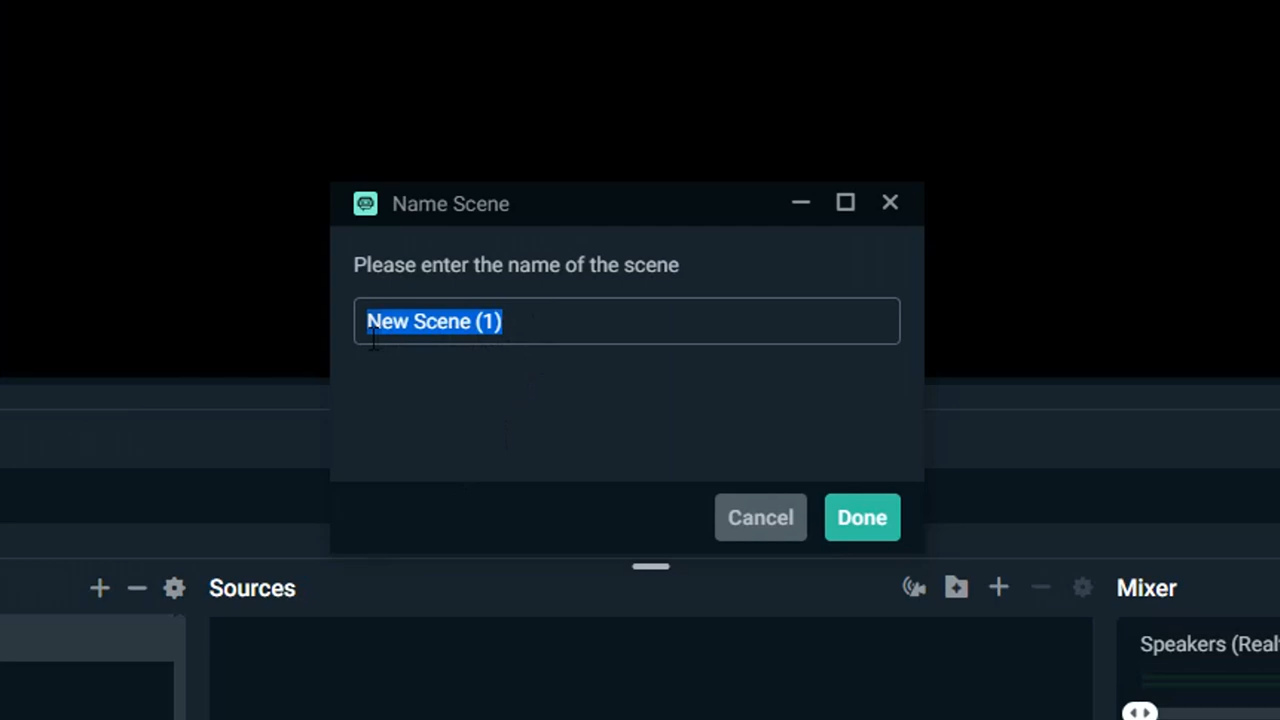 Name Scene
Please enter the name of the scene
New Scene (1)
Cancel Done
Sources
Mixer
Speakers (Real